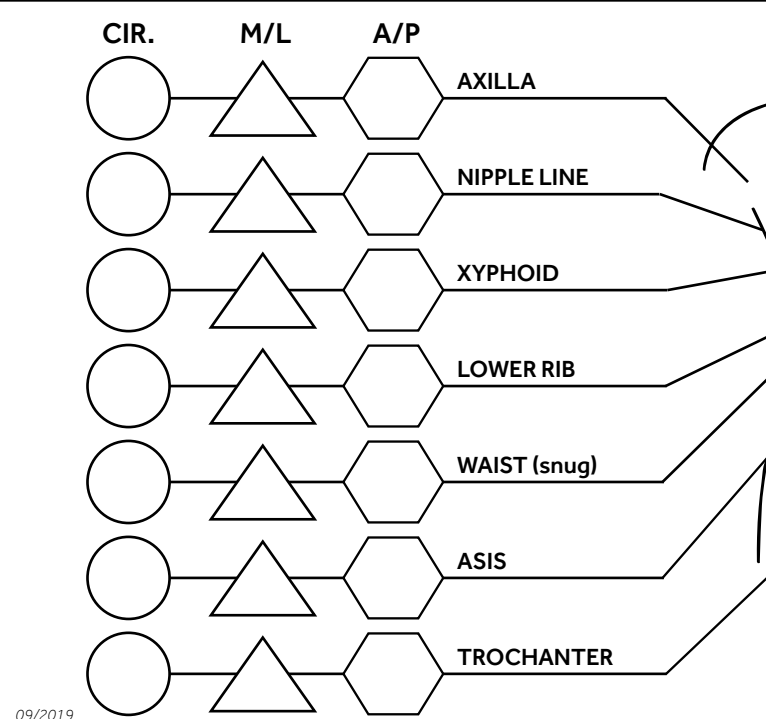 CIR. M/L A/P
AXILLA
NIPPLE LINE
XYPHOID
LOWER RIB
WAIST (snug)
ASIS
TROCHANTER
09/2019